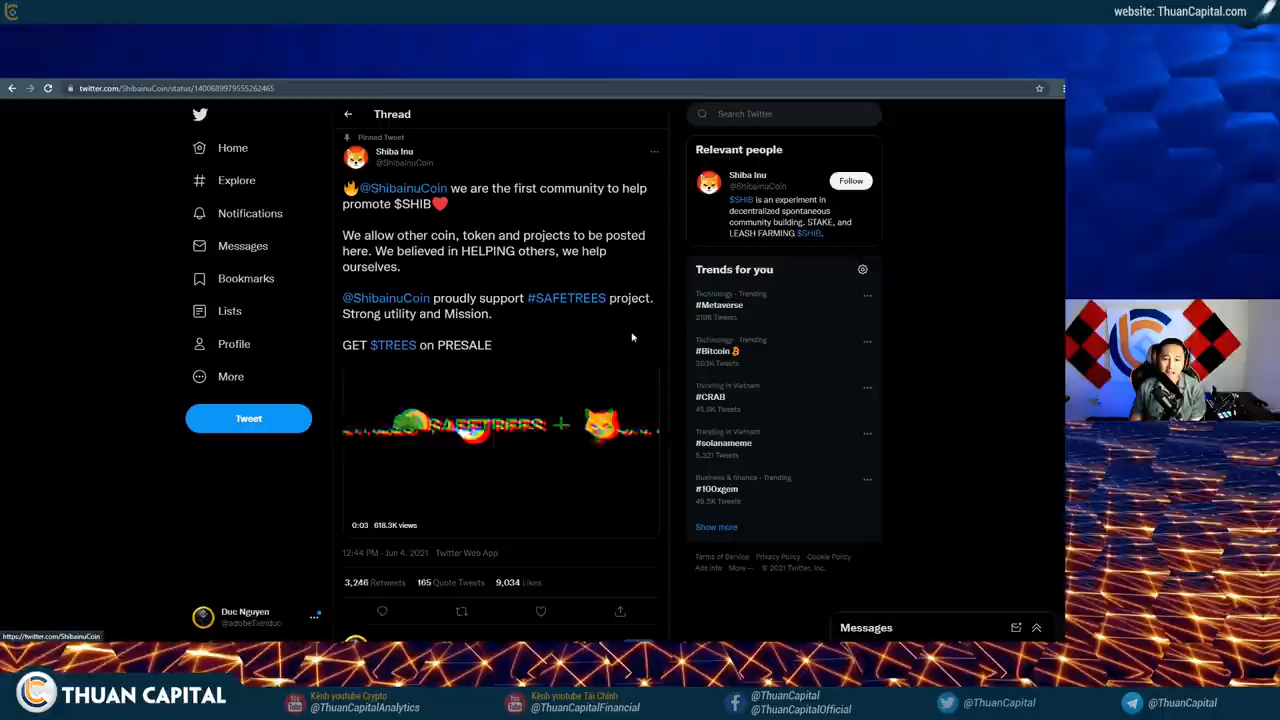 website: ThuanCapital.com
twitter.com/ShibainuCoin/status/1400689979555262465
Thread
Search Twitter
Pinned Tweet
Shiba Inu
@ShibainuCoin
🔥@ShibainuCoin we are the first community to help
promote $SHIB❤️
We allow other coin, token and projects to be posted
here. We believed in HELPING others, we help
ourselves.
@ShibainuCoin proudly support #SAFETREES project.
Strong utility and Mission.
GET $TREES on PRESALE
SAFETREES +
0:03 618.3K views
12:44 PM · Jun 4, 2021 · Twitter Web App
3,246 Retweets 165 Quote Tweets 9,034 Likes
Home
Explore
Notifications
Messages
Bookmarks
Lists
Profile
More
Tweet
Duc Nguyen
@adobeTienduc
https://twitter.com/ShibainuCoin
Relevant people
Shiba Inu
@ShibainuCoin
Follow
$SHIB is an experiment in
decentralized spontaneous
community building. STAKE, and
LEASH FARMING $SHIB.
Trends for you
Technology · Trending
#Metaverse
219K Tweets
Technology · Trending
#Bitcoin
303K Tweets
Trending in Vietnam
#CRAB
45.9K Tweets
Trending in Vietnam
#solanameme
5,321 Tweets
Business & finance · Trending
#100xgem
49.5K Tweets
Show more
Terms of Service Privacy Policy Cookie Policy
Ads info More ··· © 2021 Twitter, Inc.
Messages
THUAN CAPITAL
Kênh youtube Crypto
@ThuanCapitalAnalytics
Kênh youtube Tài Chính
@ThuanCapitalFinancial
@ThuanCapital
@ThuanCapitalOfficial
@ThuanCapital
@ThuanCapital